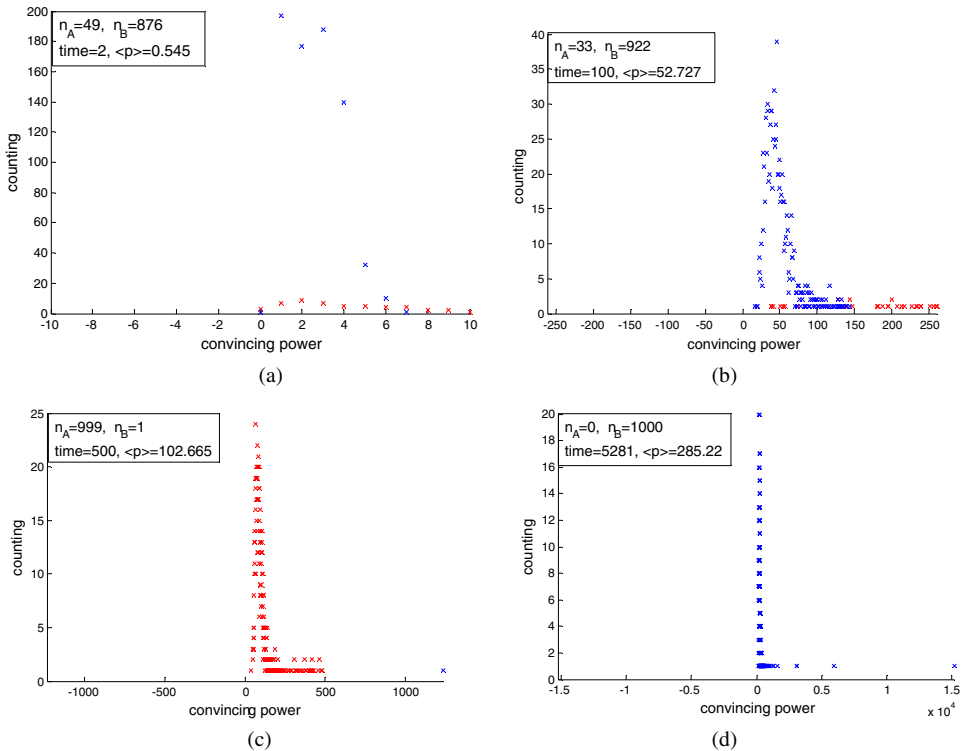 n_A=49, n_B=876
time=2, <p>=0.545
200
180
160
140
120
100
80
60
40
20
0
counting
-10 -8 -6 -4 -2 0 2 4 6 8 10
convincing power
(a)
n_A=33, n_B=922
time=100, <p>=52.727
40
35
30
25
20
15
10
5
0
counting
-250 -200 -150 -100 -50 0 50 100 150 200 250
convincing power
(b)
n_A=999, n_B=1
time=500, <p>=102.665
25
20
15
10
5
0
counting
-1000 -500 0 500 1000
convincing power
(c)
n_A=0, n_B=1000
time=5281, <p>=285.22
20
18
16
14
12
10
8
6
4
2
0
counting
-1.5 -1 -0.5 0 0.5 1 1.5
x 10^4
convincing power
(d)